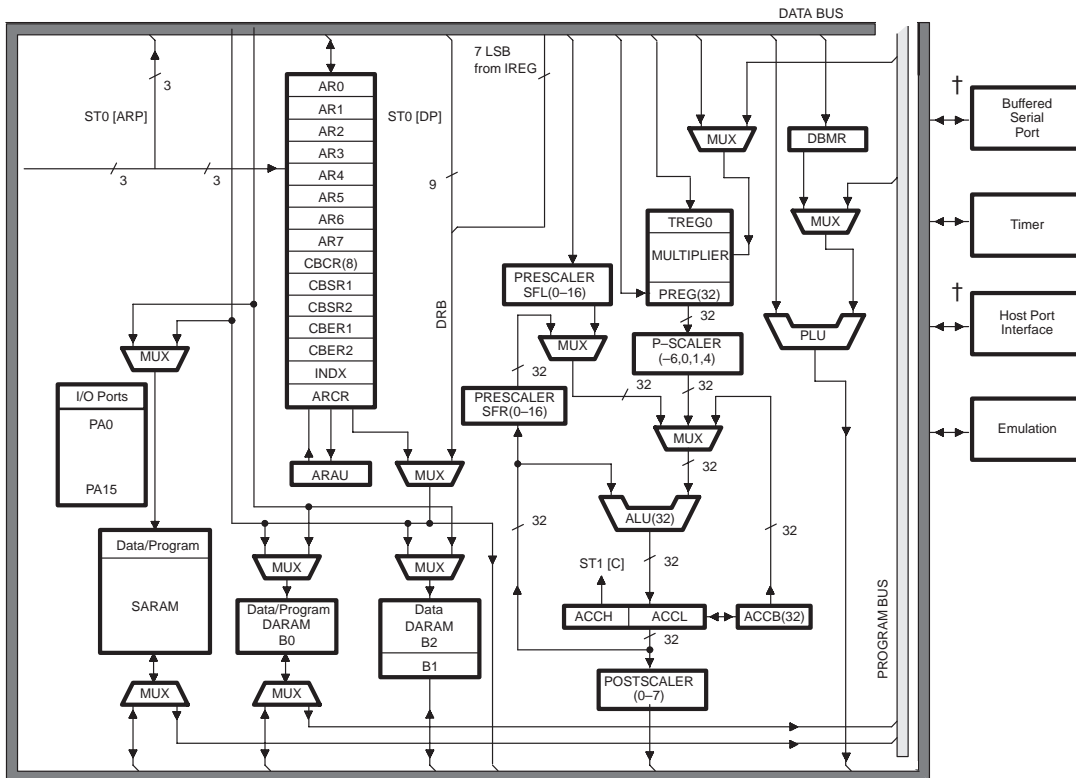 DATA BUS
7 LSB
from IREG
3
ST0 [ARP]
3
3
AR0
AR1
AR2
AR3
AR4
AR5
AR6
AR7
CBCR(8)
CBSR1
CBSR2
CBER1
CBER2
INDX
ARCR
ST0 [DP]
9
DRB
ARAU
MUX
MUX
I/O Ports
PA0
PA15
Data/Program
SARAM
MUX
MUX
Data/Program
DARAM
B0
MUX
MUX
Data
DARAM
B2
B1
MUX
DBMR
MUX
TREG0
MULTIPLIER
PREG(32)
32
PRESCALER
SFL(0–16)
MUX
32
PRESCALER
SFR(0–16)
P–SCALER
(–6,0,1,4)
32
32
MUX
32
PLU
ALU(32)
32
32
32
ST1 [C]
ACCH
ACCL
ACCB(32)
32
POSTSCALER
(0–7)
PROGRAM BUS
†
Buffered
Serial
Port
Timer
†
Host Port
Interface
Emulation